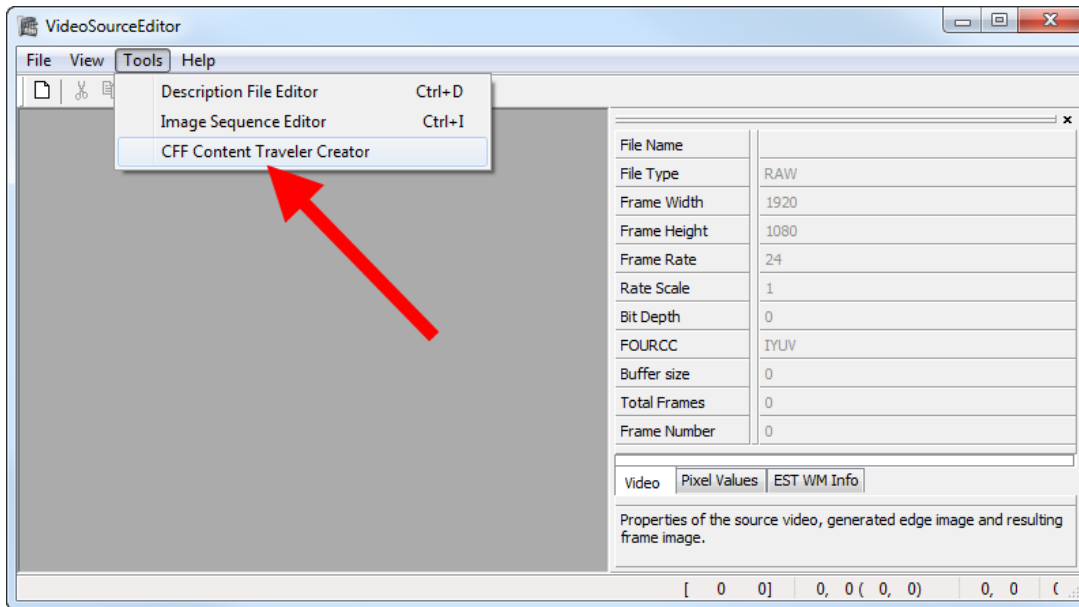 VideoSourceEditor
File View Tools Help
Description File Editor Ctrl+D
Image Sequence Editor Ctrl+I
CFF Content Traveler Creator
File Name
File Type RAW
Frame Width 1920
Frame Height 1080
Frame Rate 24
Rate Scale 1
Bit Depth 0
FOURCC IYUV
Buffer size 0
Total Frames 0
Frame Number 0
Video Pixel Values EST WM Info
Properties of the source video, generated edge image and resulting
frame image.
[ 0 0] 0, 0 ( 0, 0) 0, 0 (